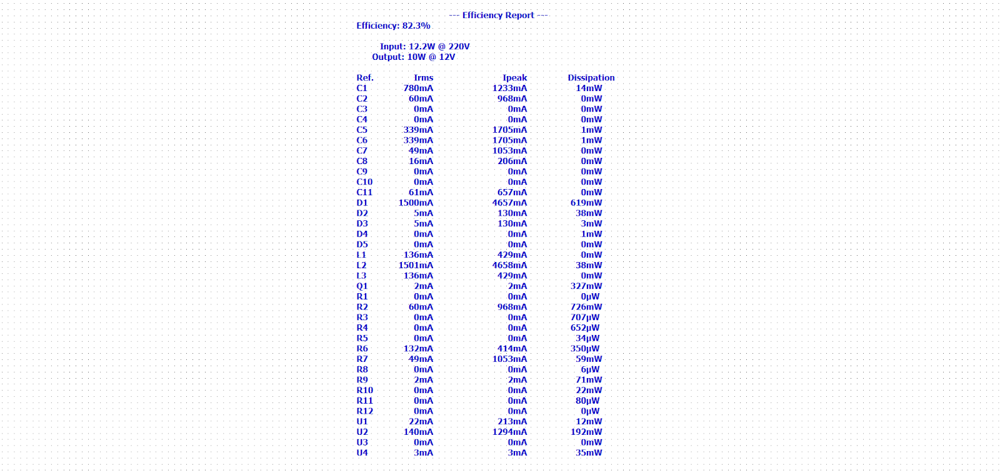 --- Efficiency Report ---
Efficiency: 82.3%
Input: 12.2W @ 220V
Output: 10W @ 12V
Ref. Irms Ipeak Dissipation
C1 780mA 1233mA 14mW
C2 60mA 968mA 0mW
C3 0mA 0mA 0mW
C4 0mA 0mA 0mW
C5 339mA 1705mA 1mW
C6 339mA 1705mA 1mW
C7 49mA 1053mA 0mW
C8 16mA 206mA 0mW
C9 0mA 0mA 0mW
C10 0mA 0mA 0mW
C11 61mA 657mA 0mW
D1 1500mA 4657mA 619mW
D2 5mA 130mA 38mW
D3 5mA 130mA 3mW
D4 0mA 0mA 1mW
D5 0mA 0mA 0mW
L1 136mA 429mA 0mW
L2 1501mA 4658mA 38mW
L3 136mA 429mA 0mW
Q1 2mA 2mA 327mW
R1 0mA 0mA 0µW
R2 60mA 968mA 726mW
R3 0mA 0mA 707µW
R4 0mA 0mA 652µW
R5 0mA 0mA 34µW
R6 132mA 414mA 350µW
R7 49mA 1053mA 59mW
R8 0mA 0mA 6µW
R9 2mA 2mA 71mW
R10 0mA 0mA 22mW
R11 0mA 0mA 80µW
R12 0mA 0mA 0µW
U1 22mA 213mA 12mW
U2 140mA 1294mA 192mW
U3 0mA 0mA 0mW
U4 3mA 3mA 35mW